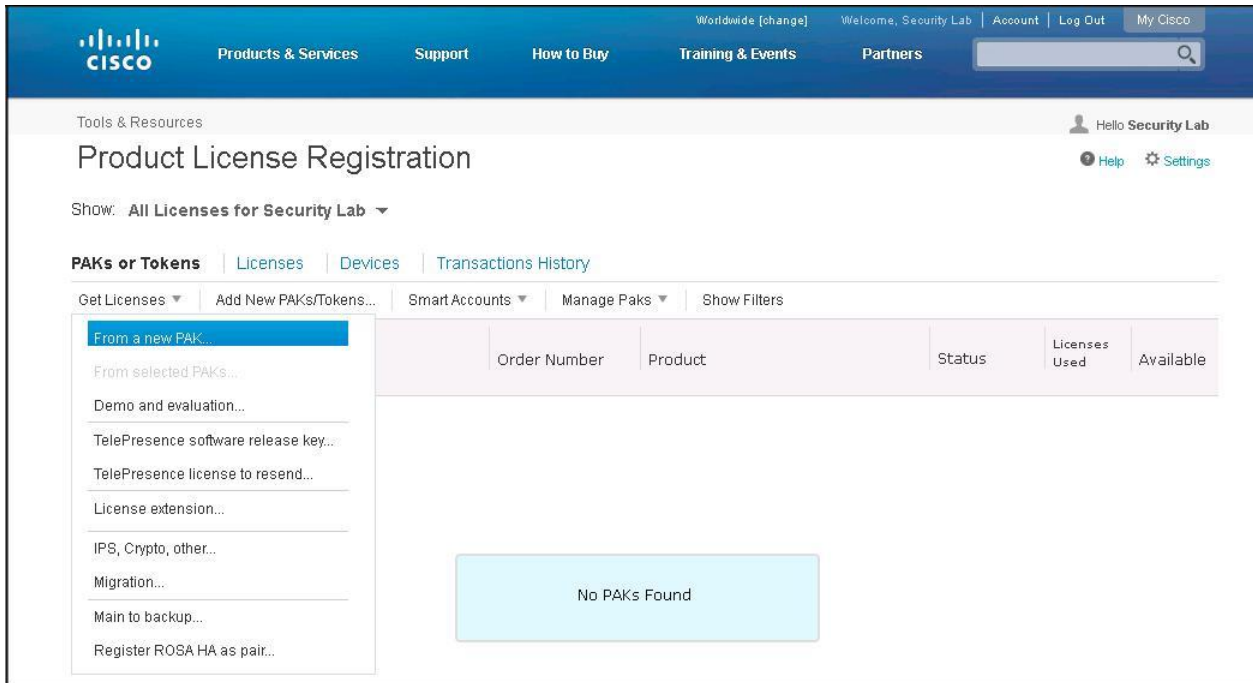 Worldwide [change] Welcome, Security Lab | Account | Log Out My Cisco
CISCO Products & Services Support How to Buy Training & Events Partners
Tools & Resources Hello Security Lab
Product License Registration Help Settings
Show: All Licenses for Security Lab
PAKs or Tokens | Licenses | Devices | Transactions History
Get Licenses Add New PAKs/Tokens... Smart Accounts Manage Paks Show Filters
From a new PAK...
From selected PAKs...
Demo and evaluation...
TelePresence software release key...
TelePresence license to resend...
License extension...
IPS, Crypto, other...
Migration...
Main to backup...
Register ROSA HA as pair...
Order Number Product Status Licenses Used Available
No PAKs Found